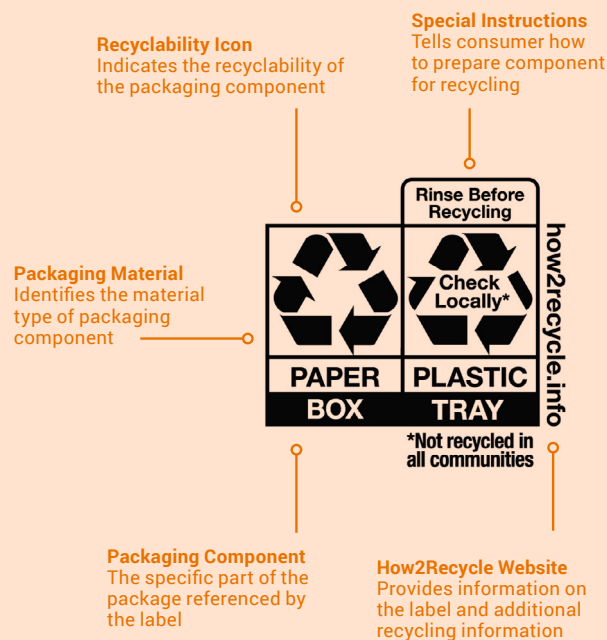 Special Instructions
Tells consumer how
to prepare component
for recycling
Recyclability Icon
Indicates the recyclability of
the packaging component
Rinse Before
Recycling
Check
Locally*
how2recycle.info
Packaging Material
Identifies the material
type of packaging
component
PAPER
PLASTIC
BOX
TRAY
*Not recycled in
all communities
Packaging Component
The specific part of the
package referenced by
the label
How2Recycle Website
Provides information on
the label and additional
recycling information